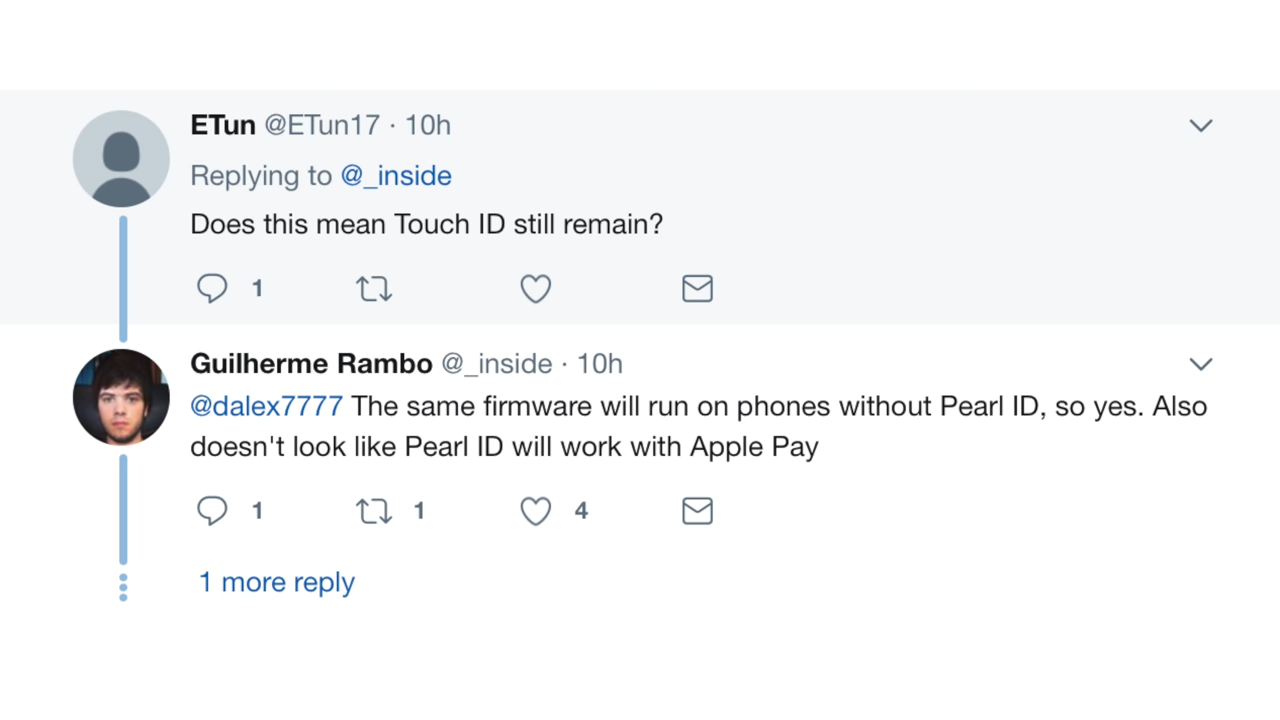 ETun @ETun17 · 10h
Replying to @_inside
Does this mean Touch ID still remain?
1
Guilherme Rambo @_inside · 10h
@dalex7777 The same firmware will run on phones without Pearl ID, so yes. Also
doesn't look like Pearl ID will work with Apple Pay
1 1 4
1 more reply